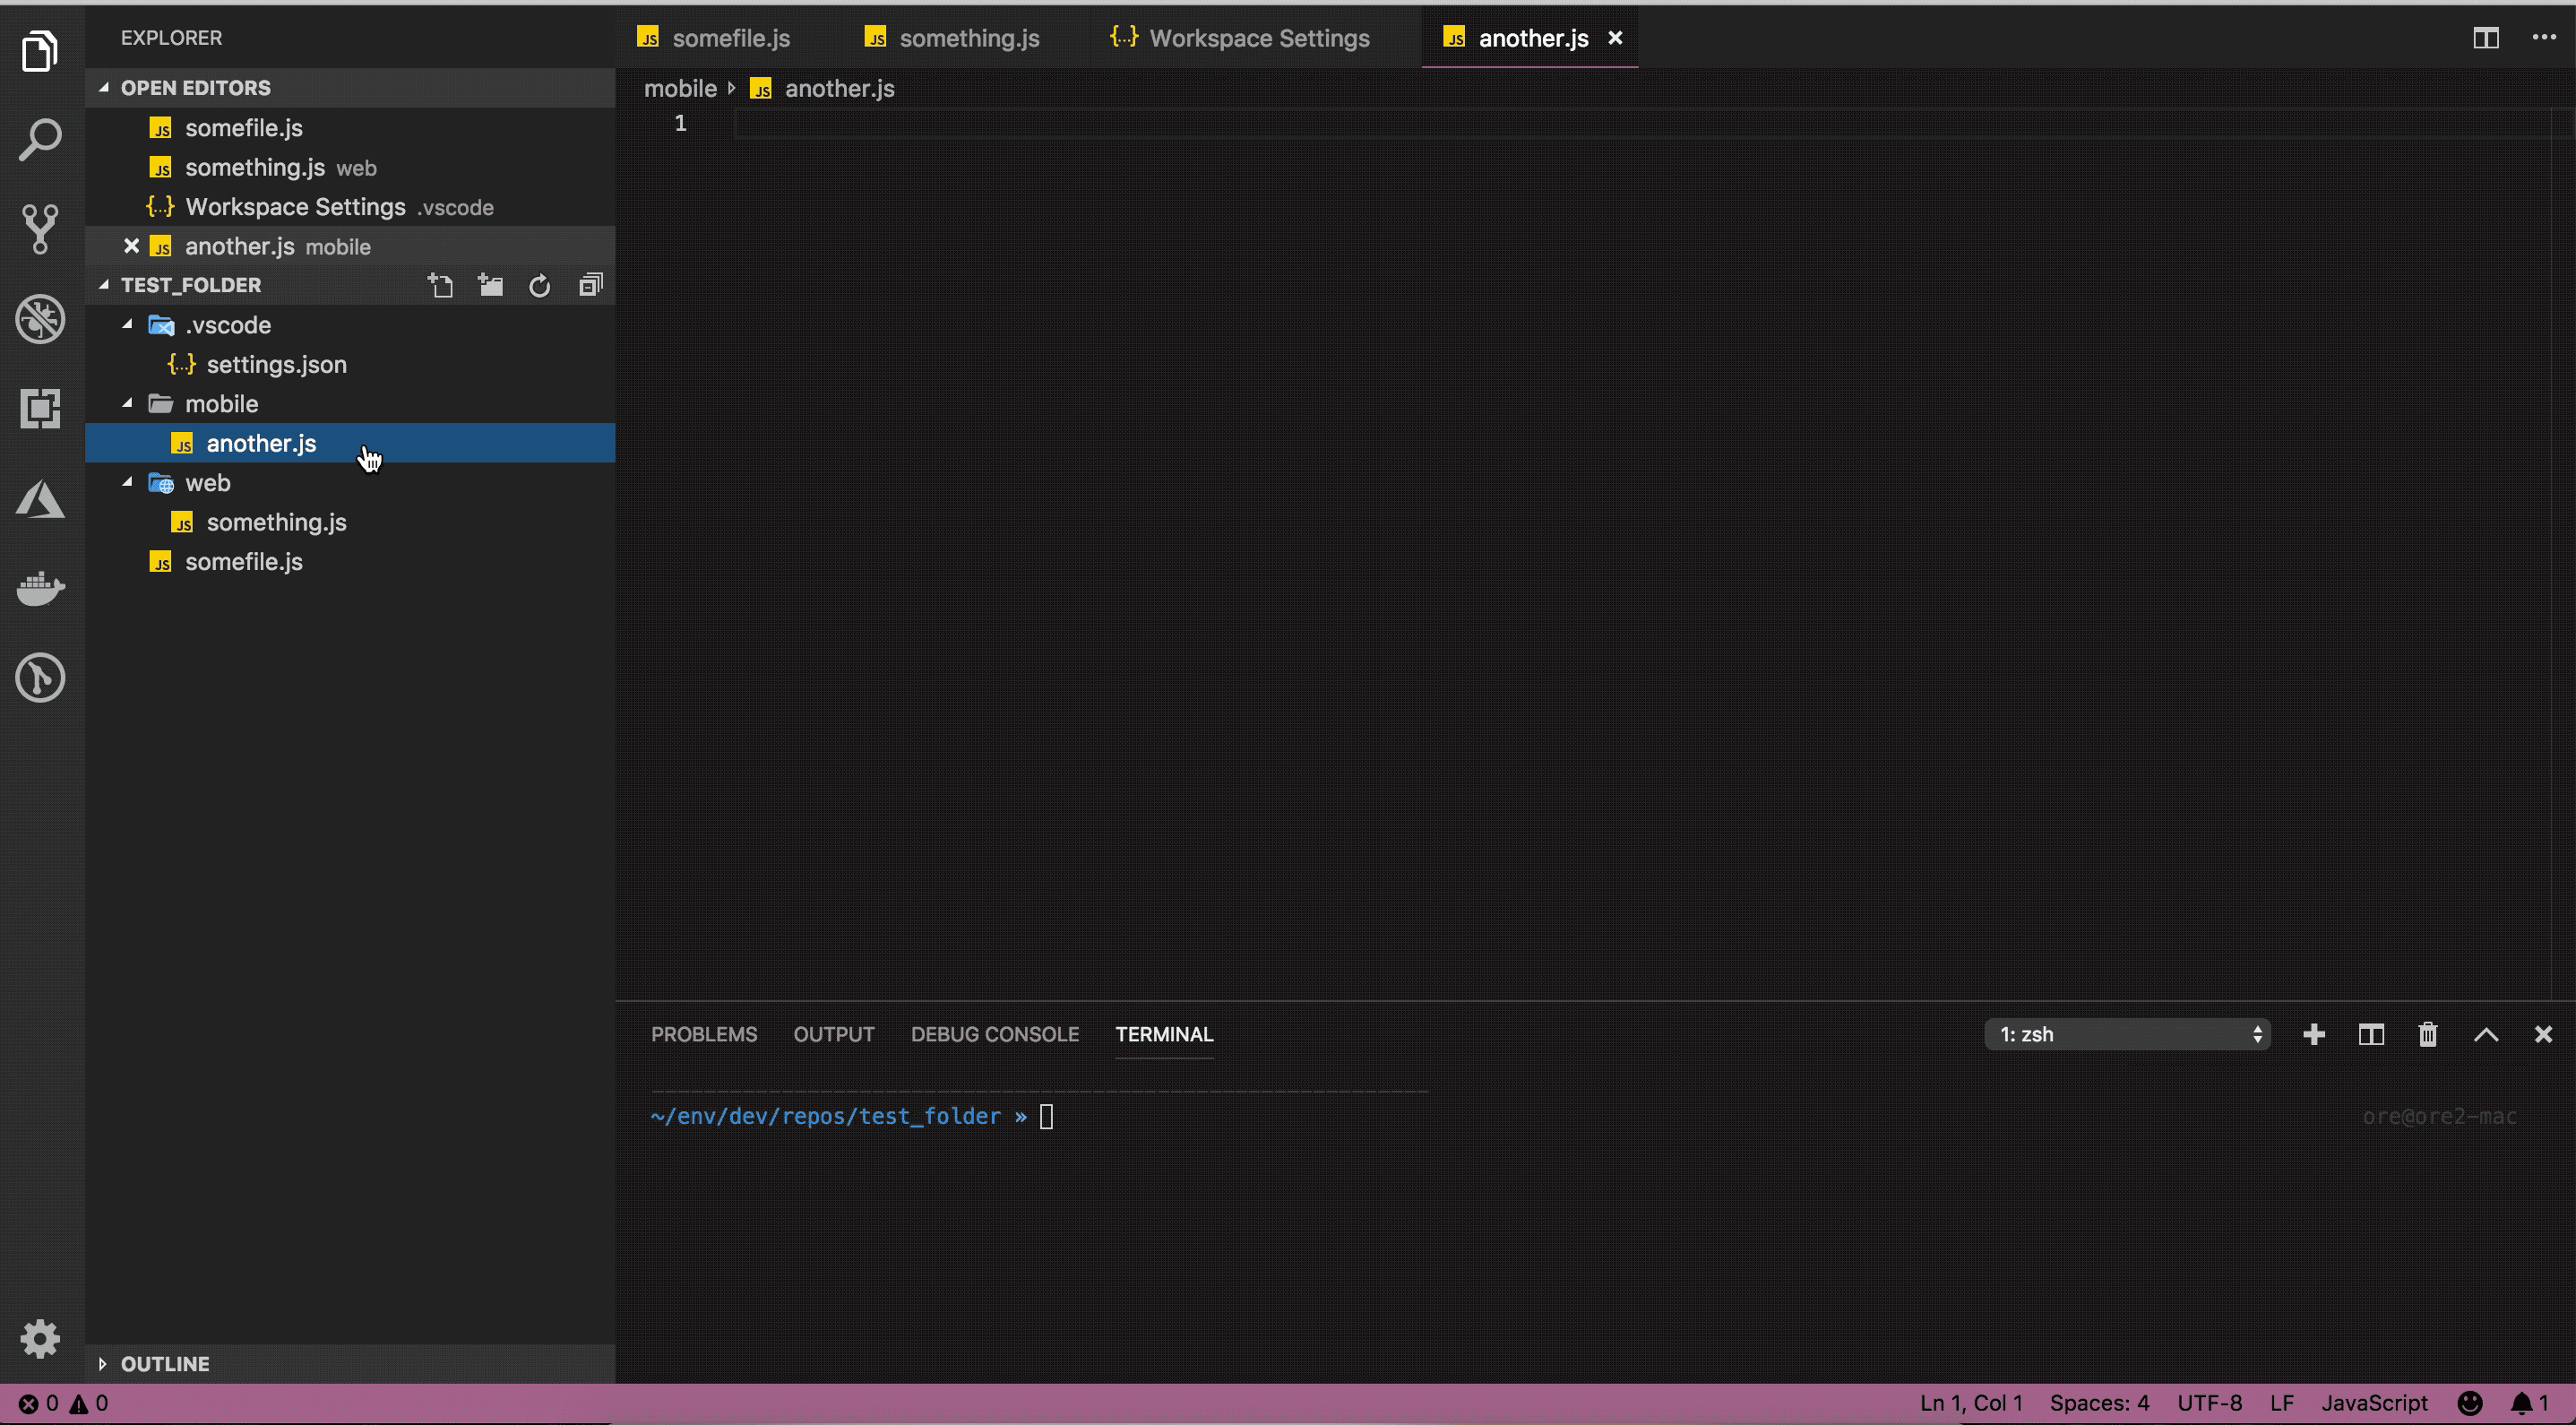 EXPLORER
OPEN EDITORS
JS somefile.js
JS something.js web
{...} Workspace Settings .vscode
JS another.js mobile
TEST_FOLDER
.vscode
{...} settings.json
mobile
JS another.js
web
JS something.js
JS somefile.js
OUTLINE
JS somefile.js JS something.js {...} Workspace Settings JS another.js
mobile JS another.js
1
PROBLEMS OUTPUT DEBUG CONSOLE TERMINAL 1: zsh
~/env/dev/repos/test_folder » ore@ore2-mac
0 0 Ln 1, Col 1 Spaces: 4 UTF-8 LF JavaScript 1